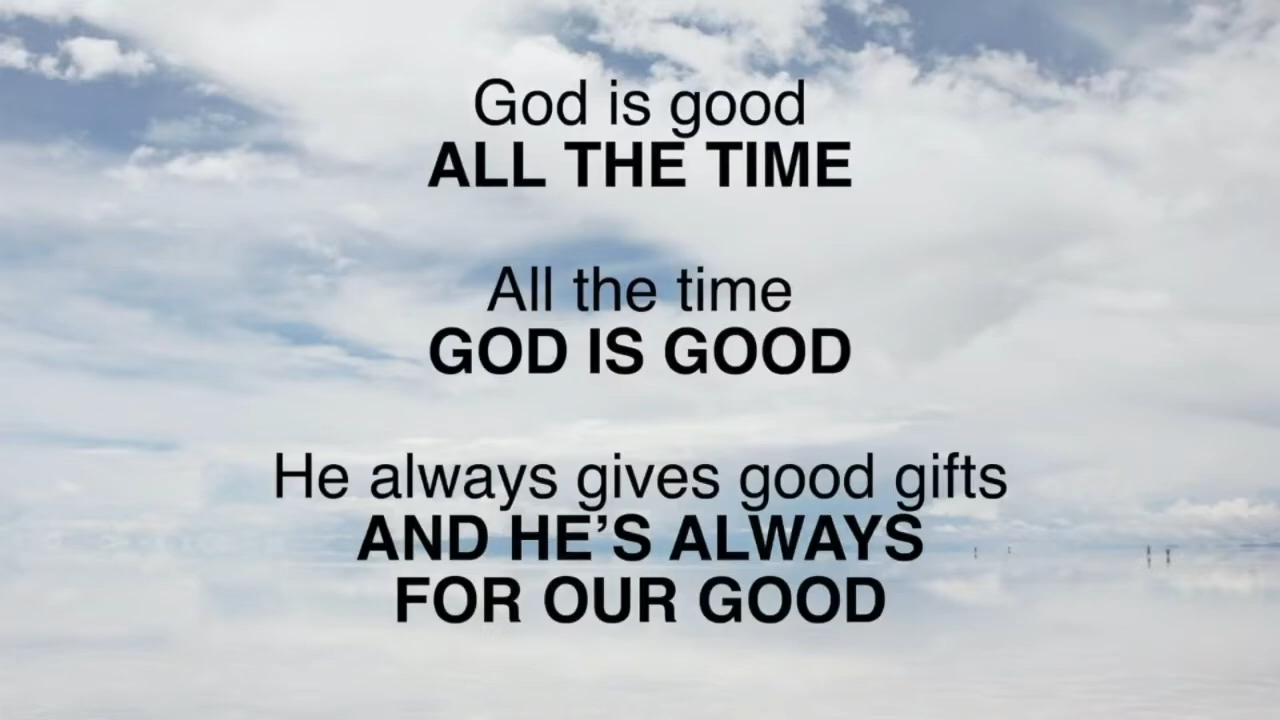 God is good
ALL THE TIME
All the time
GOD IS GOOD
He always gives good gifts
AND HE’S ALWAYS
FOR OUR GOOD